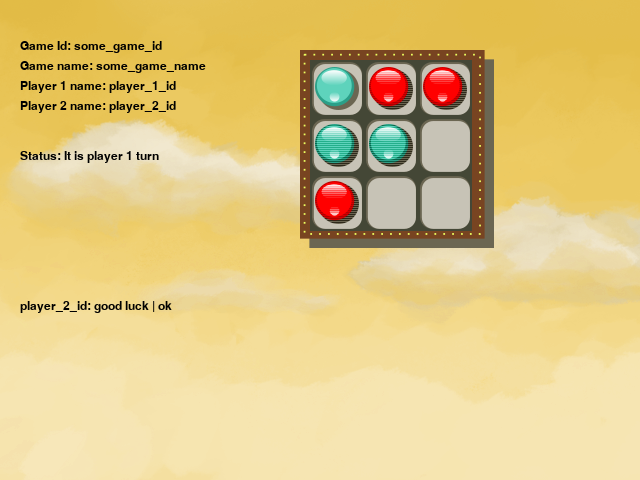 Game Id: some_game_id
Game name: some_game_name
Player 1 name: player_1_id
Player 2 name: player_2_id
Status: It is player 1 turn
player_2_id: good luck | ok